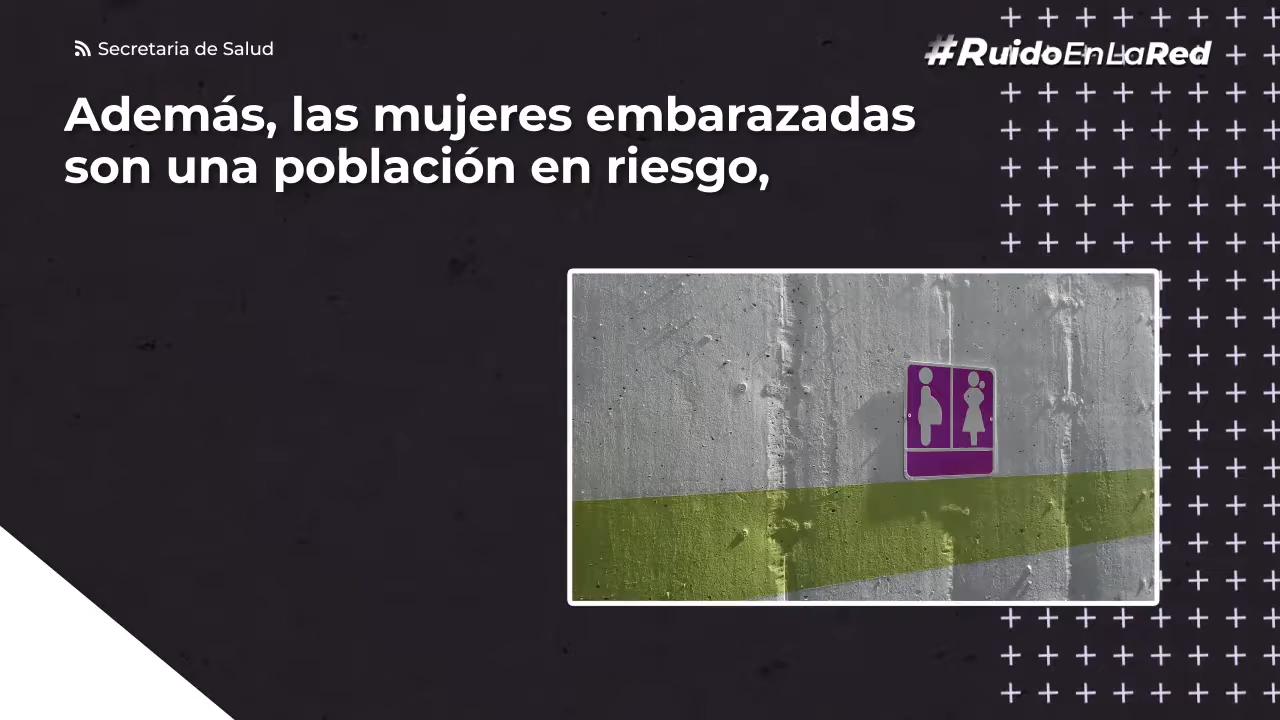 Secretaria de Salud
#RuidoEnLaRed
Además, las mujeres embarazadas
son una población en riesgo,